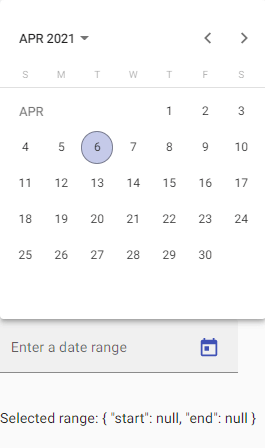 APR 2021
S M T W T F S
APR 1 2 3
4 5 6 7 8 9 10
11 12 13 14 15 16 17
18 19 20 21 22 23 24
25 26 27 28 29 30
Enter a date range
Selected range: { "start": null, "end": null }